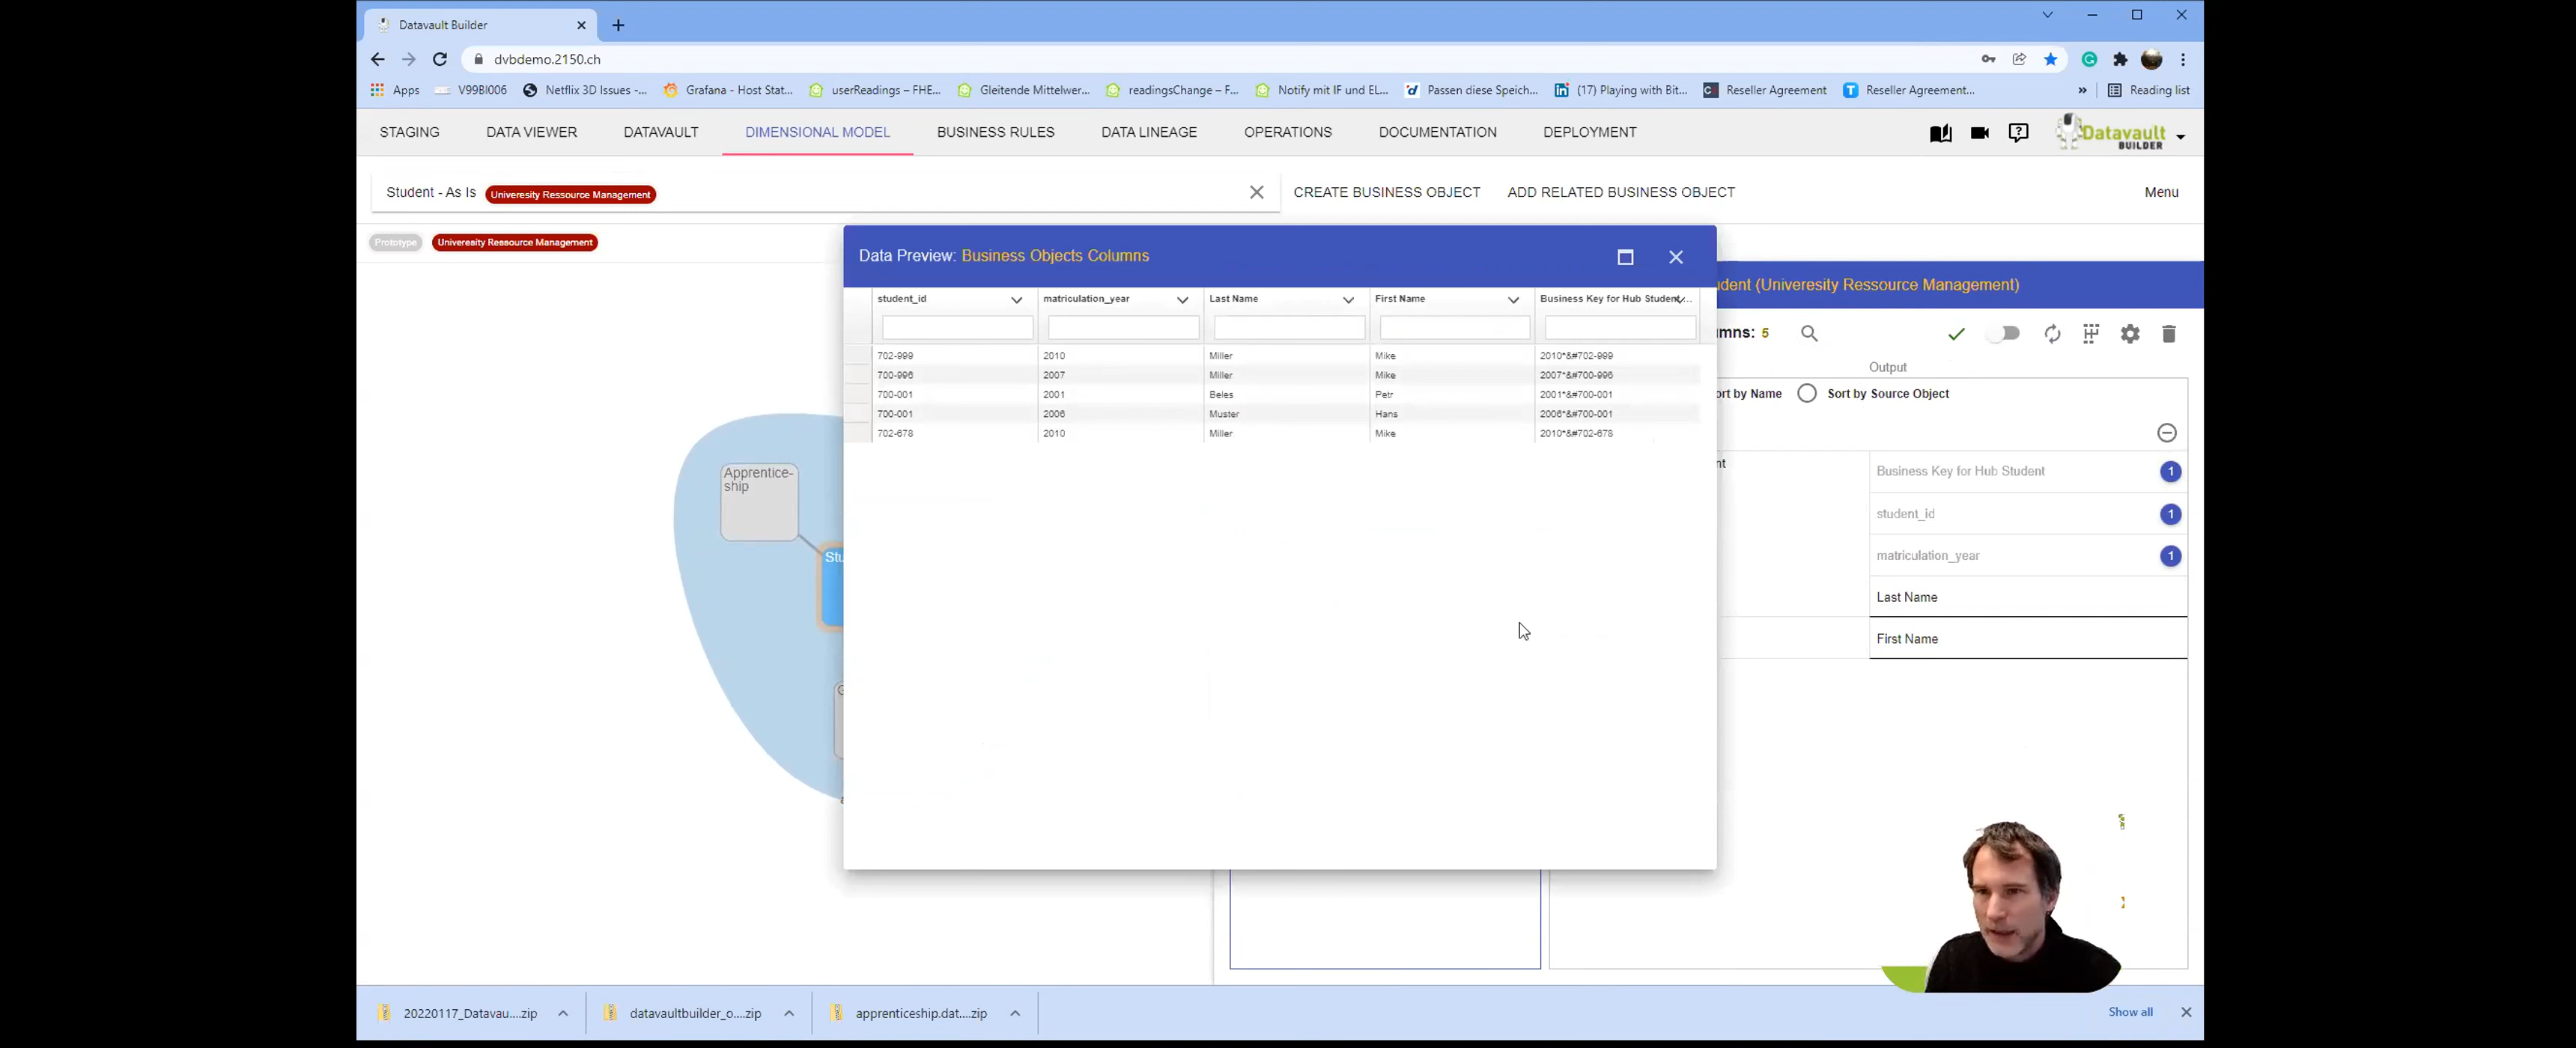 Datavault Builder
dvbdemo.2150.ch
Apps V99BI006 Netflix 3D Issues -... Grafana - Host Stat... userReadings – FHE... Gleitende Mittelwer... readingsChange – F... Notify mit IF und EL... Passen diese Speich... (17) Playing with Bit... Reseller Agreement Reseller Agreement... » Reading list
STAGING DATA VIEWER DATAVAULT DIMENSIONAL MODEL BUSINESS RULES DATA LINEAGE OPERATIONS DOCUMENTATION DEPLOYMENT Datavault BUILDER
Student - As Is Univeresity Ressource Management CREATE BUSINESS OBJECT ADD RELATED BUSINESS OBJECT Menu
Prototype Univeresity Ressource Management
Data Preview: Business Objects Columns
student_id matriculation_year Last Name First Name Business Key for Hub Student...
702-999 2010 Miller Mike 2010*&#702-999
700-996 2007 Miller Mike 2007*&#700-996
700-001 2001 Beles Petr 2001*&#700-001
700-001 2006 Muster Hans 2006*&#700-001
702-678 2010 Miller Mike 2010*&#702-678
udent (Univeresity Ressource Management)
mns: 5
Output
ort by Name Sort by Source Object
nt
Business Key for Hub Student 1
student_id 1
matriculation_year 1
Last Name
First Name
Apprentice-
ship
Stu
20220117_Datavau....zip datavaultbuilder_o....zip apprenticeship.dat....zip Show all